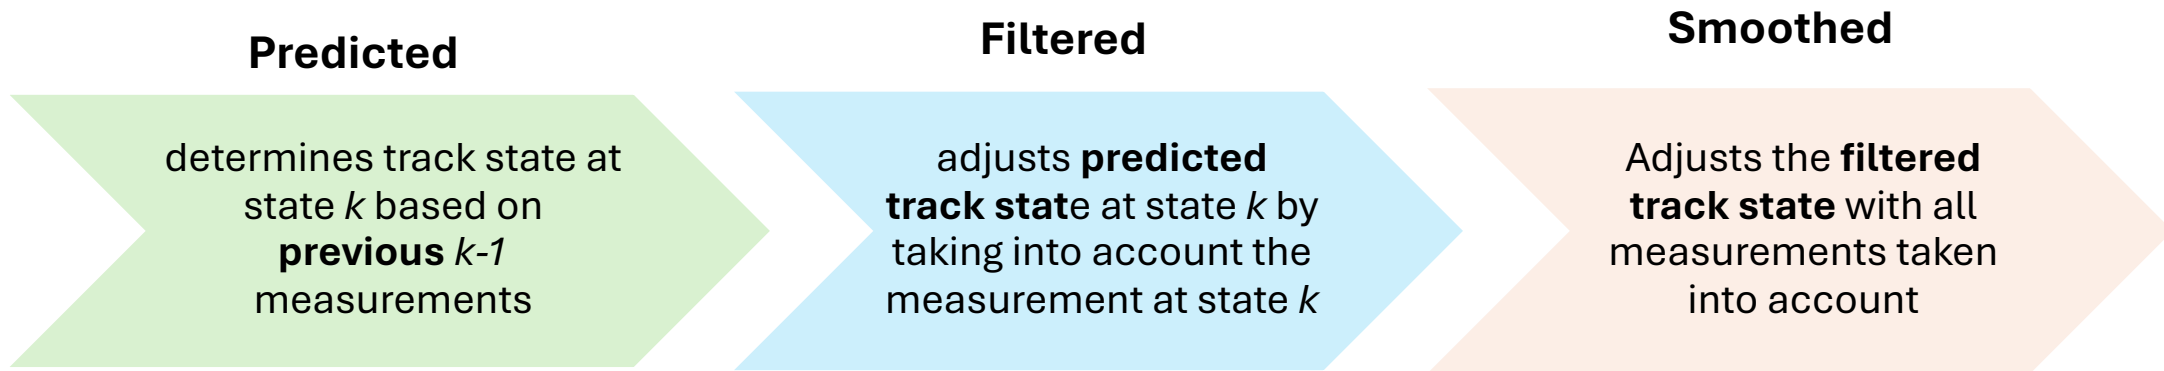 Predicted
determines track state at
state k based on
previous k-1
measurements
Filtered
adjusts predicted
track state at state k by
taking into account the
measurement at state k
Smoothed
Adjusts the filtered
track state with all
measurements taken
into account